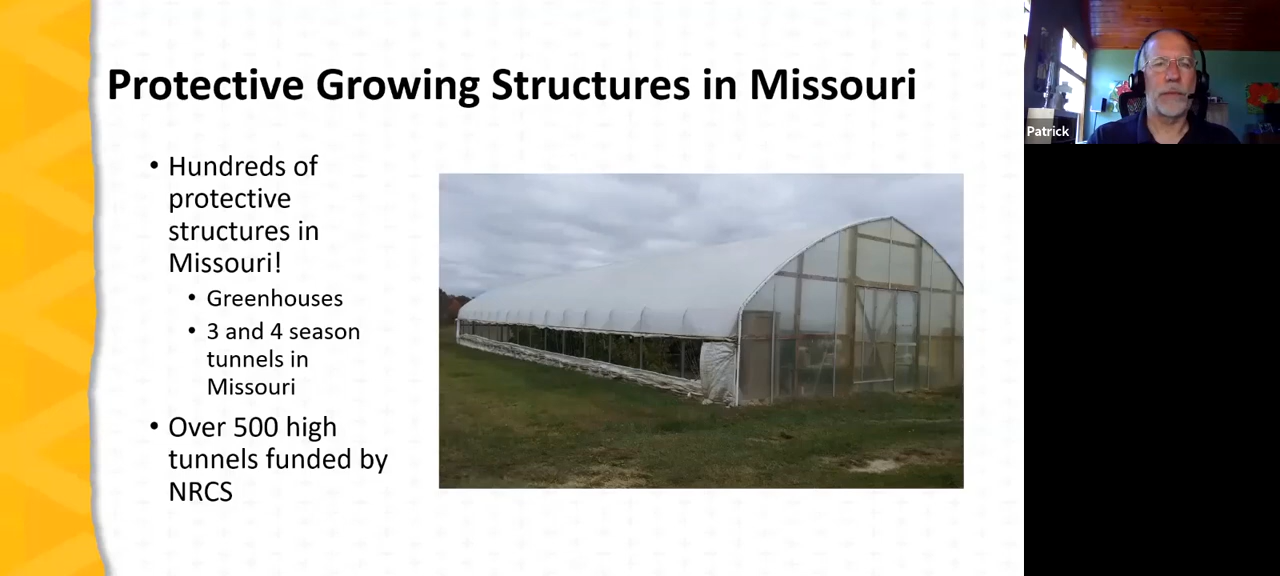 Protective Growing Structures in Missouri
• Hundreds of
protective
structures in
Missouri!
• Greenhouses
• 3 and 4 season
tunnels in
Missouri
• Over 500 high
tunnels funded by
NRCS
Patrick